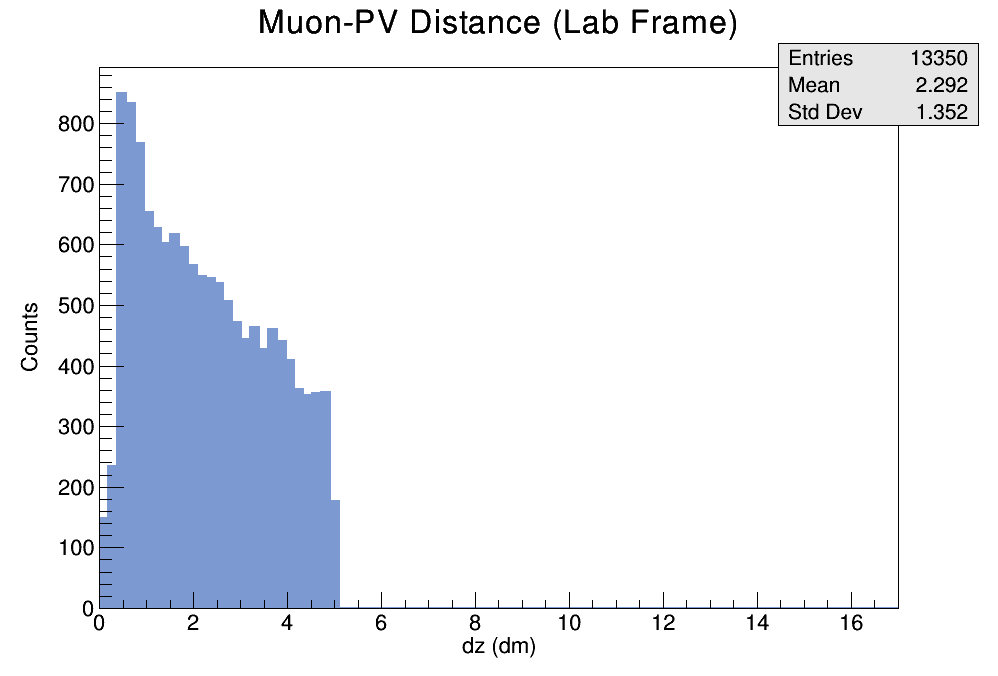 Muon-PV Distance (Lab Frame)
Entries 13350
Mean 2.292
Std Dev 1.352
800
700
600
500
400
300
200
100
0
Counts
0 2 4 6 8 10 12 14 16
dz (dm)